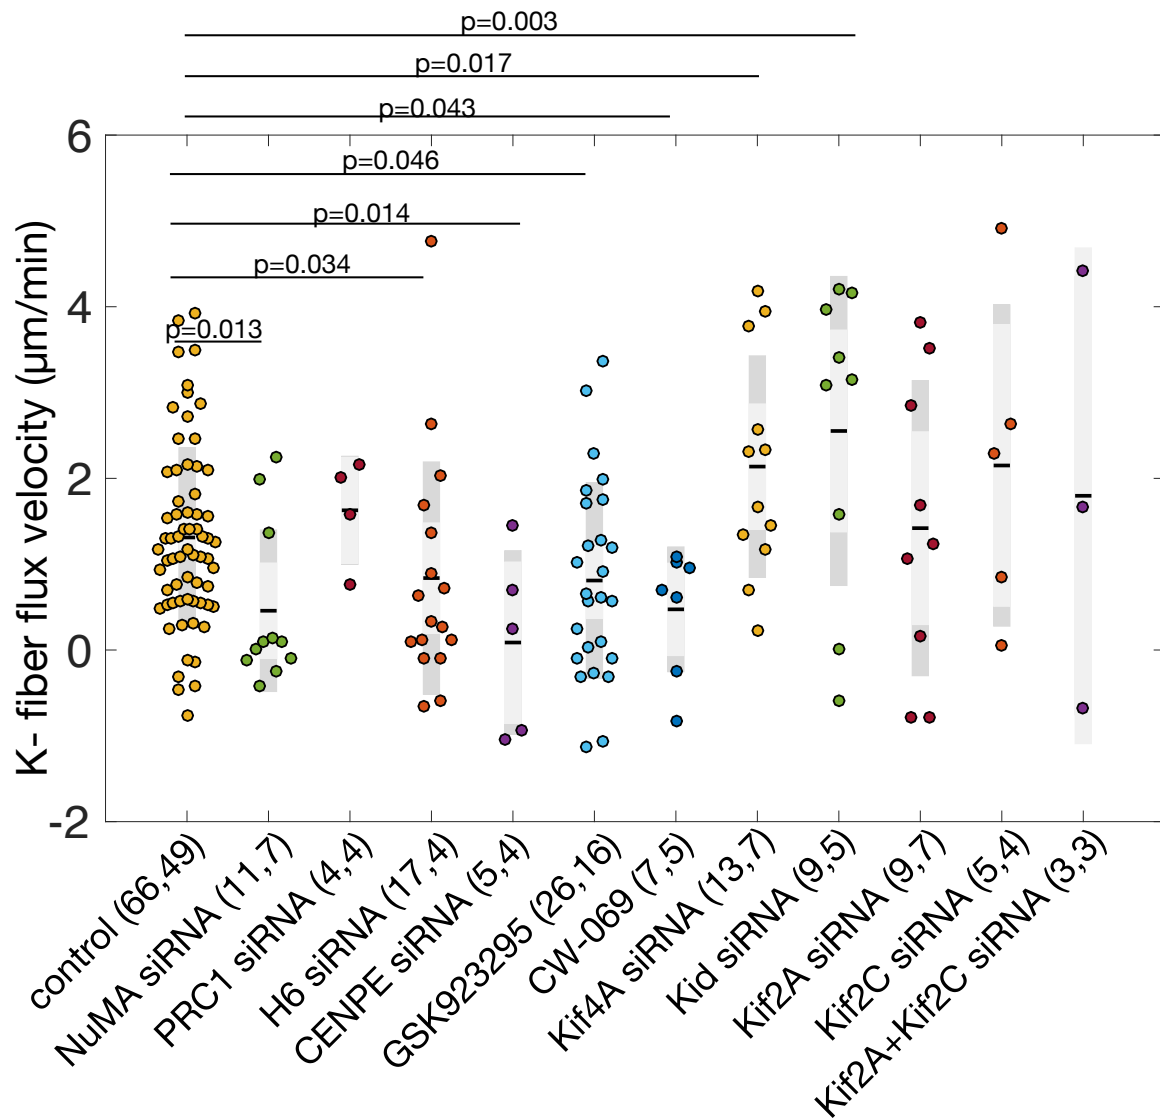 p=0.003
p=0.017
p=0.043
p=0.046
p=0.014
p=0.034
p=0.013
K- fiber flux velocity (µm/min)
6
4
2
0
-2
control (66,49)
NuMA siRNA (11,7)
PRC1 siRNA (4,4)
H6 siRNA (17,4)
CENPE siRNA (5,4)
GSK923295 (26,16)
CW-069 (7,5)
Kif4A siRNA (13,7)
Kid siRNA (9,5)
Kif2A siRNA (9,7)
Kif2C siRNA (5,4)
Kif2A+Kif2C siRNA (3,3)